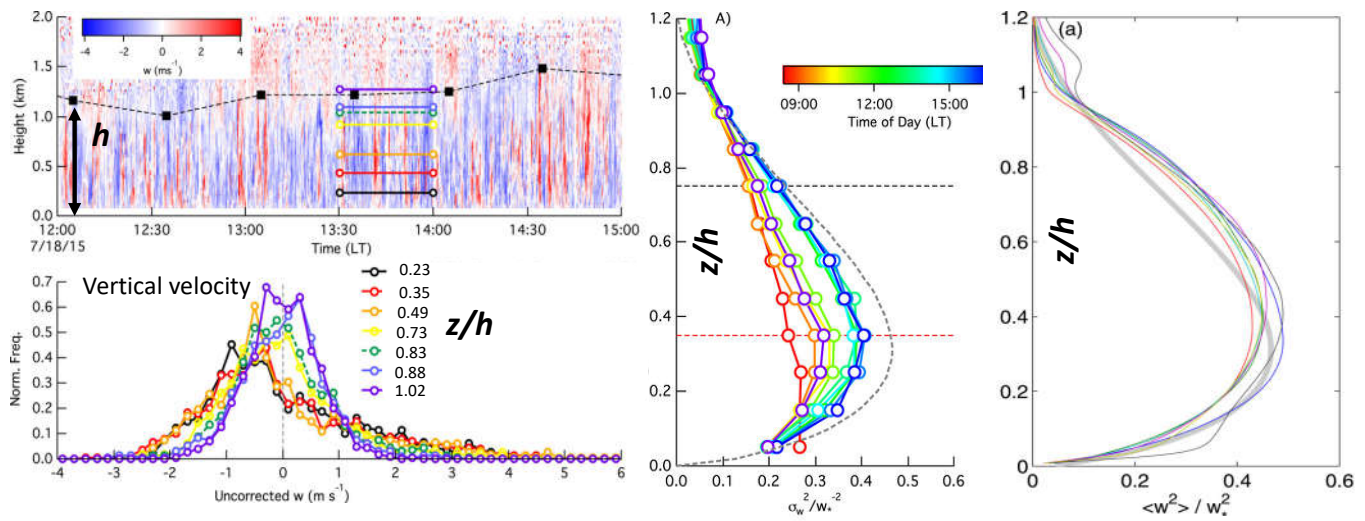 -4 -2 0 2 4
w (ms⁻¹)
Height (km)
2.0
1.5
1.0
0.5
0.0
h
12:00 12:30 13:00 13:30 14:00 14:30 15:00
7/18/15
Time (LT)
Vertical velocity
Norm. Freq.
0.7
0.6
0.5
0.4
0.3
0.2
0.1
0.0
0.23
0.35
0.49
0.73
0.83
0.88
1.02
z/h
-4 -3 -2 -1 0 1 2 3 4 5 6
Uncorrected w (m s⁻¹)
A)
1.2
1.0
0.8
0.6
0.4
0.2
0.0
z/h
09:00 12:00 15:00
Time of Day (LT)
0.0 0.1 0.2 0.3 0.4 0.5 0.6
σw²/w*⁻²
(a)
1.2
1
0.8
0.6
0.4
0.2
0
z/h
0 0.2 0.4 0.6
<w²> / w*²